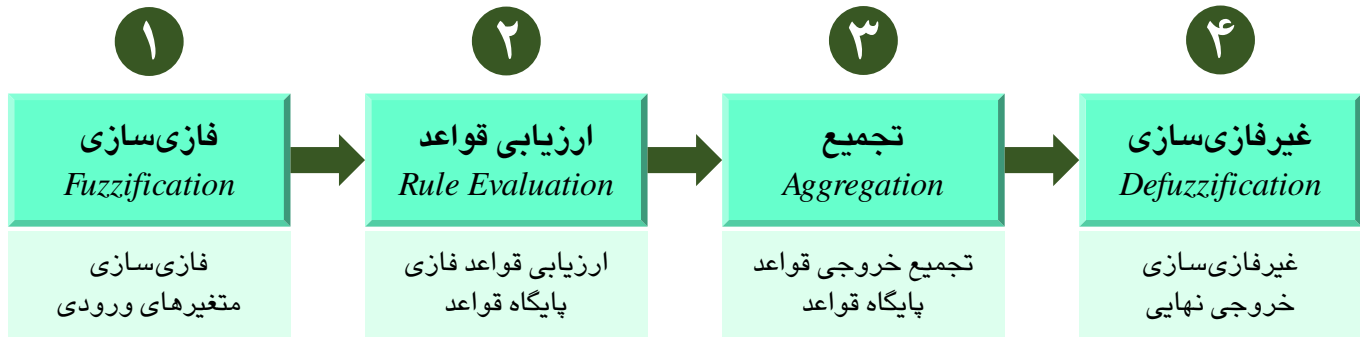 ۱
فازی‌سازی
Fuzzification
فازی‌سازی
متغیرهای ورودی
۲
ارزیابی قواعد
Rule Evaluation
ارزیابی قواعد فازی
پایگاه قواعد
۳
تجمیع
Aggregation
تجمیع خروجی قواعد
پایگاه قواعد
۴
غیرفازی‌سازی
Defuzzification
غیرفازی‌سازی
خروجی نهایی